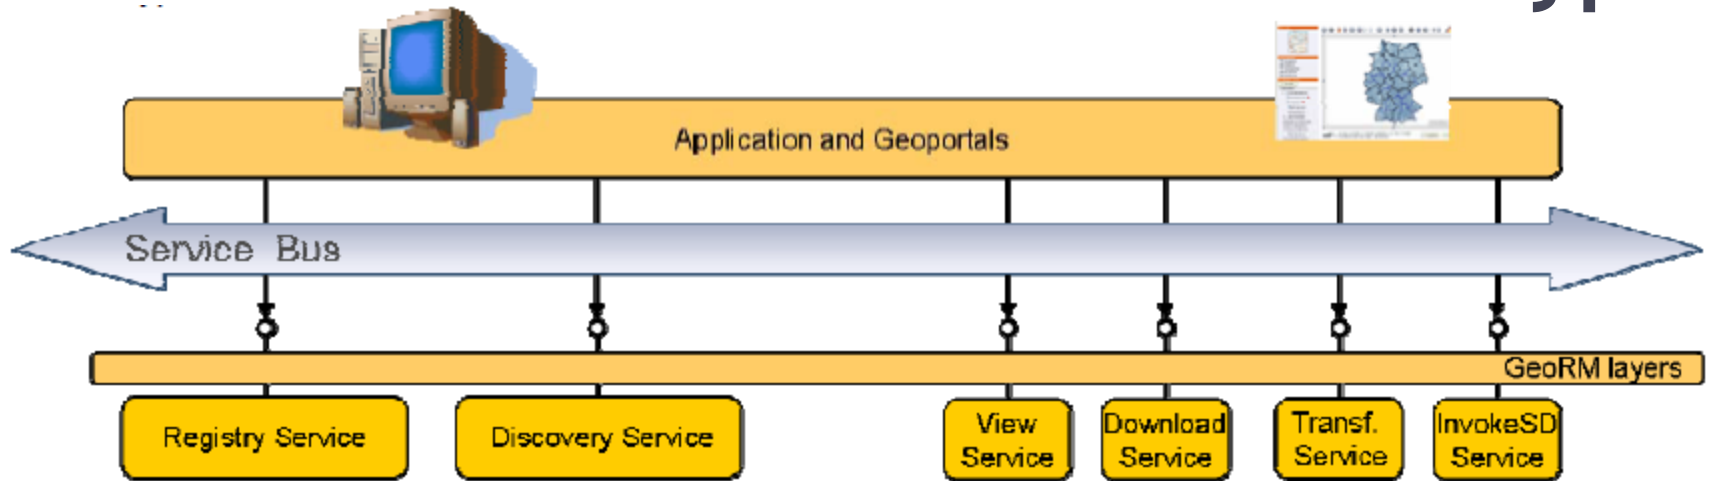 Application and Geoportals
Service Bus
GeoRM layers
Registry Service
Discovery Service
View
Service
Download
Service
Transf.
Service
InvokeSD
Service